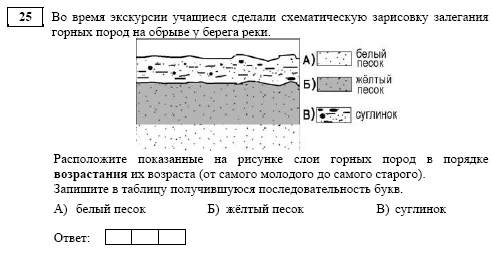 25
Во время экскурсии учащиеся сделали схематическую зарисовку залегания
горных пород на обрыве у берега реки.
А) белый
песок
Б) жёлтый
песок
В) суглинок
Расположите показанные на рисунке слои горных пород в порядке
возрастания их возраста (от самого молодого до самого старого).
Запишите в таблицу получившуюся последовательность букв.
А) белый песок Б) жёлтый песок В) суглинок
Ответ: